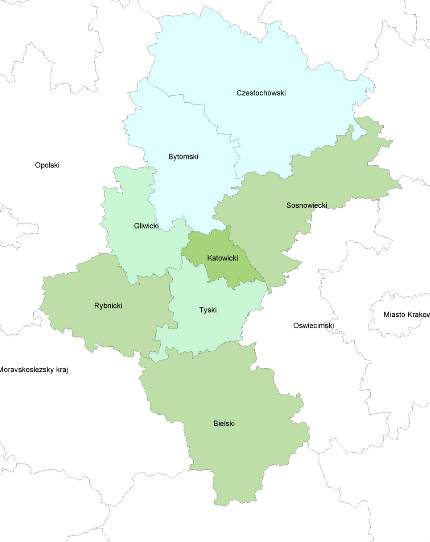 Czestochowski
Bytomski
Opolski
Sosnowiecki
Gliwicki
Katowicki
Rybnicki
Tyski
Miasto Krakow
Oswiecimski
Moravskoslezsky kraj
Bielski